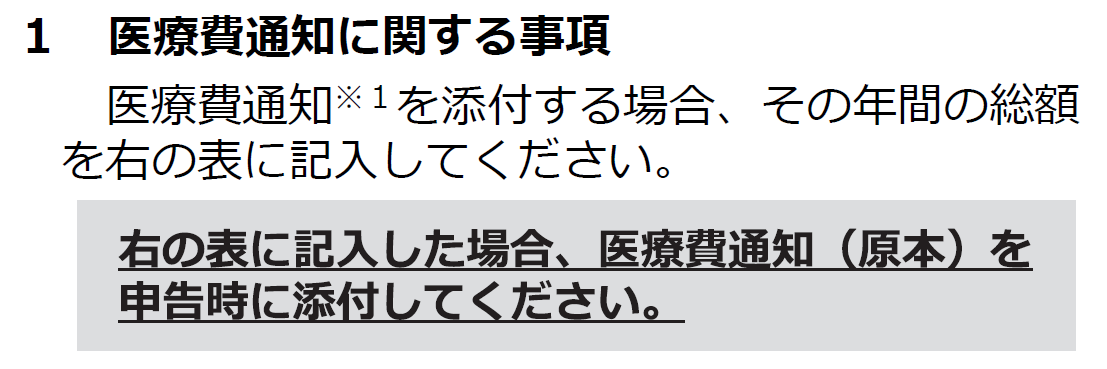 1 医療費通知に関する事項
医療費通知※1を添付する場合、その年間の総額
を右の表に記入してください。
右の表に記入した場合、医療費通知（原本）を
申告時に添付してください。